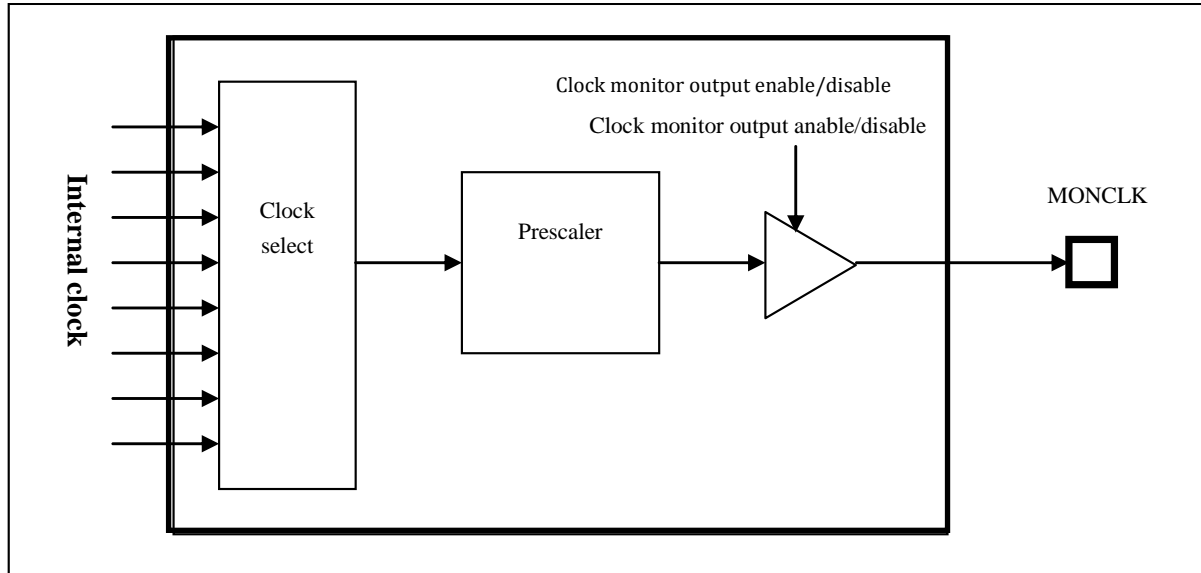 Clock monitor output enable/disable
Clock monitor output anable/disable
Internal clock
Clock
select
Prescaler
MONCLK